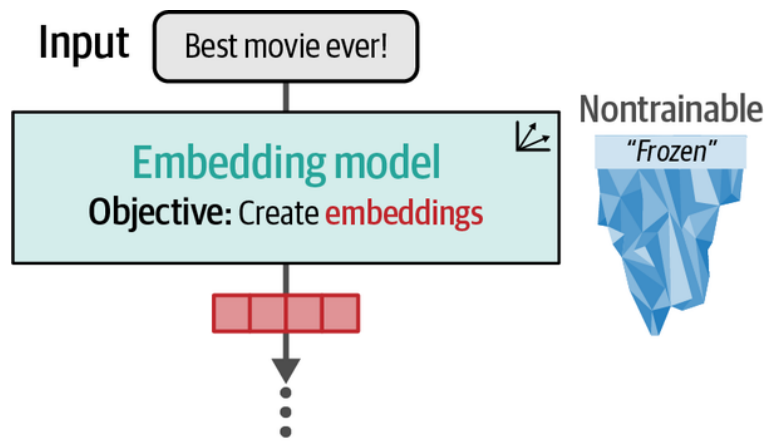 Input
Best movie ever!
Nontrainable
“Frozen”
Embedding model
Objective: Create embeddings